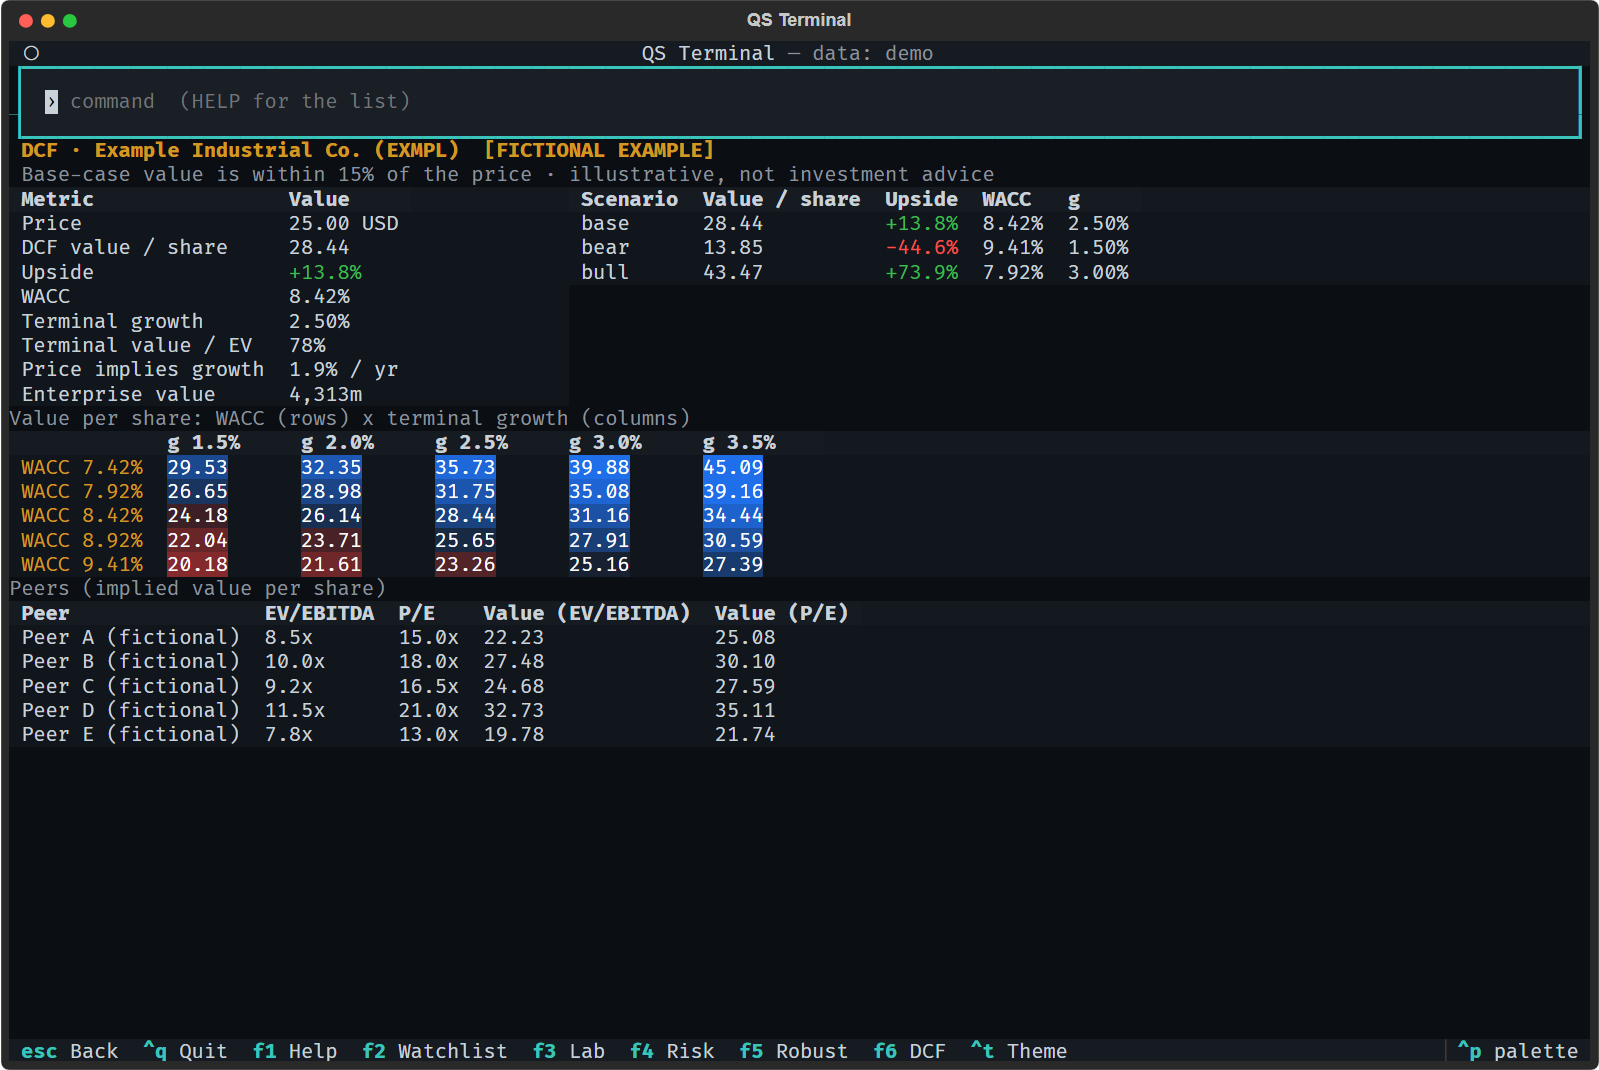 QS Terminal
QS Terminal — data: demo
› command (HELP for the list)
DCF · Example Industrial Co. (EXMPL) [FICTIONAL EXAMPLE]
Base-case value is within 15% of the price · illustrative, not investment advice
Metric Value Scenario Value / share Upside WACC g
Price 25.00 USD base 28.44 +13.8% 8.42% 2.50%
DCF value / share 28.44 bear 13.85 -44.6% 9.41% 1.50%
Upside +13.8% bull 43.47 +73.9% 7.92% 3.00%
WACC 8.42%
Terminal growth 2.50%
Terminal value / EV 78%
Price implies growth 1.9% / yr
Enterprise value 4,313m
Value per share: WACC (rows) x terminal growth (columns)
g 1.5% g 2.0% g 2.5% g 3.0% g 3.5%
WACC 7.42% 29.53 32.35 35.73 39.88 45.09
WACC 7.92% 26.65 28.98 31.75 35.08 39.16
WACC 8.42% 24.18 26.14 28.44 31.16 34.44
WACC 8.92% 22.04 23.71 25.65 27.91 30.59
WACC 9.41% 20.18 21.61 23.26 25.16 27.39
Peers (implied value per share)
Peer EV/EBITDA P/E Value (EV/EBITDA) Value (P/E)
Peer A (fictional) 8.5x 15.0x 22.23 25.08
Peer B (fictional) 10.0x 18.0x 27.48 30.10
Peer C (fictional) 9.2x 16.5x 24.68 27.59
Peer D (fictional) 11.5x 21.0x 32.73 35.11
Peer E (fictional) 7.8x 13.0x 19.78 21.74
esc Back ^q Quit f1 Help f2 Watchlist f3 Lab f4 Risk f5 Robust f6 DCF ^t Theme ^p palette